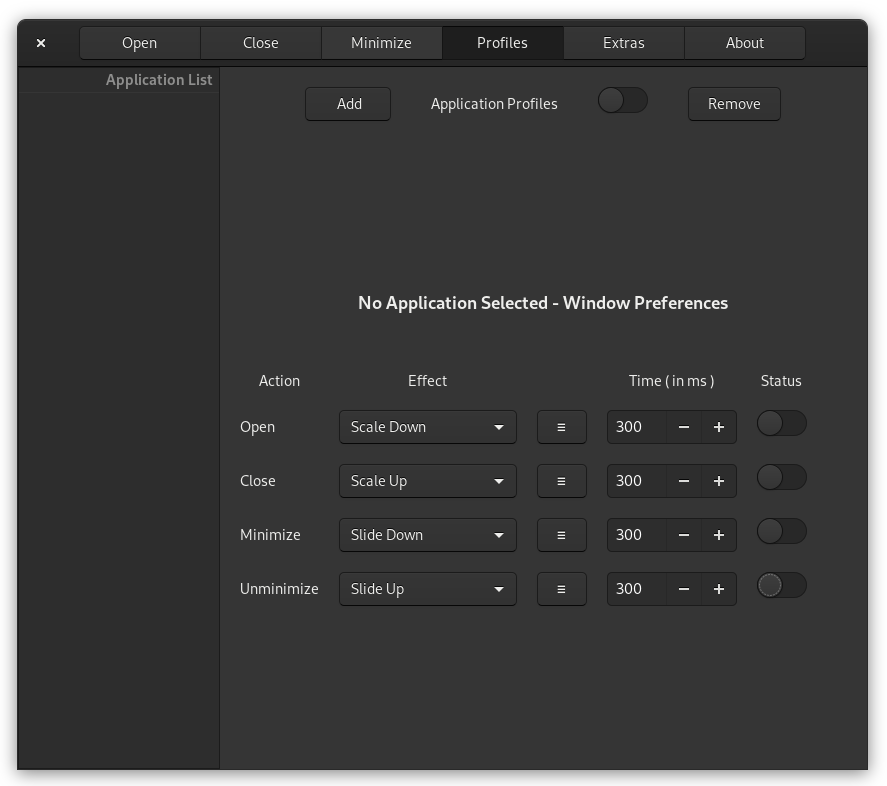 × Open Close Minimize Profiles Extras About
Application List
Add Application Profiles Remove
No Application Selected - Window Preferences
Action Effect Time ( in ms ) Status
Open Scale Down ≡ 300 − +
Close Scale Up ≡ 300 − +
Minimize Slide Down ≡ 300 − +
Unminimize Slide Up ≡ 300 − +